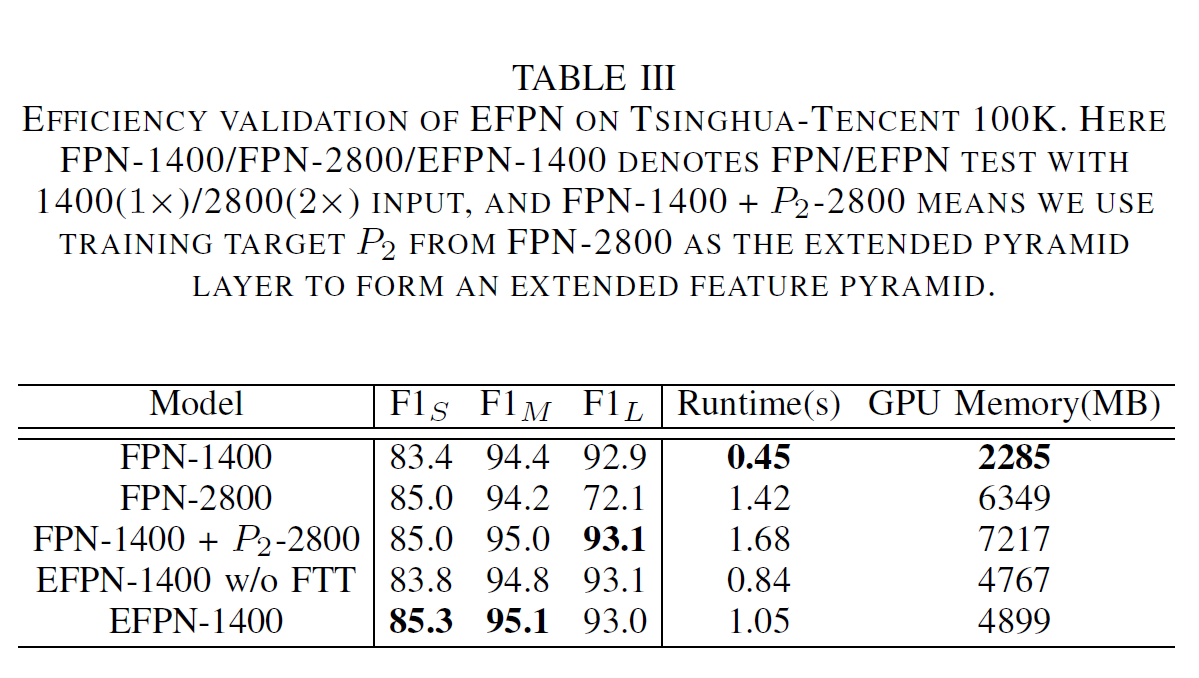 TABLE III
EFFICIENCY VALIDATION OF EFPN ON TSINGHUA-TENCENT 100K. HERE
FPN-1400/FPN-2800/EFPN-1400 DENOTES FPN/EFPN TEST WITH
1400(1×)/2800(2×) INPUT, AND FPN-1400 + P₂-2800 MEANS WE USE
TRAINING TARGET P₂ FROM FPN-2800 AS THE EXTENDED PYRAMID
LAYER TO FORM AN EXTENDED FEATURE PYRAMID.
Model F1_S F1_M F1_L Runtime(s) GPU Memory(MB)
FPN-1400 83.4 94.4 92.9 0.45 2285
FPN-2800 85.0 94.2 72.1 1.42 6349
FPN-1400 + P₂-2800 85.0 95.0 93.1 1.68 7217
EFPN-1400 w/o FTT 83.8 94.8 93.1 0.84 4767
EFPN-1400 85.3 95.1 93.0 1.05 4899